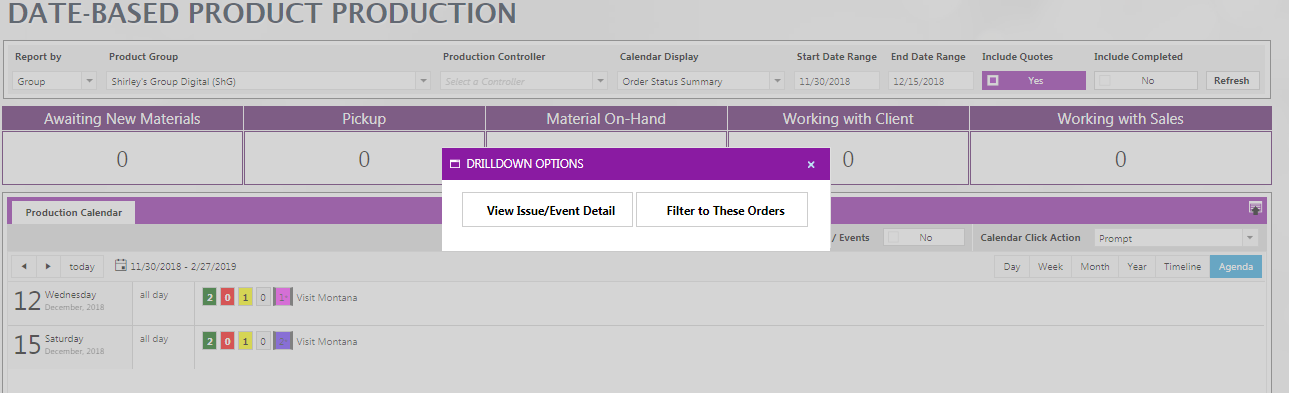 DATE-BASED PRODUCT PRODUCTION
Report by Product Group Production Controller Calendar Display Start Date Range End Date Range Include Quotes Include Completed
Group Shirley's Group Digital (ShG) Select a Controller Order Status Summary 11/30/2018 12/15/2018 Yes No Refresh
Awaiting New Materials Pickup Material On-Hand Working with Client Working with Sales
0 0 0 0
DRILLDOWN OPTIONS ×
View Issue/Event Detail Filter to These Orders
Production Calendar
/ Events No Calendar Click Action Prompt
today 11/30/2018 - 2/27/2019 Day Week Month Year Timeline Agenda
12 Wednesday all day 2 0 1 0 Visit Montana
December, 2018
15 Saturday all day 2 0 1 0 Visit Montana
December, 2018